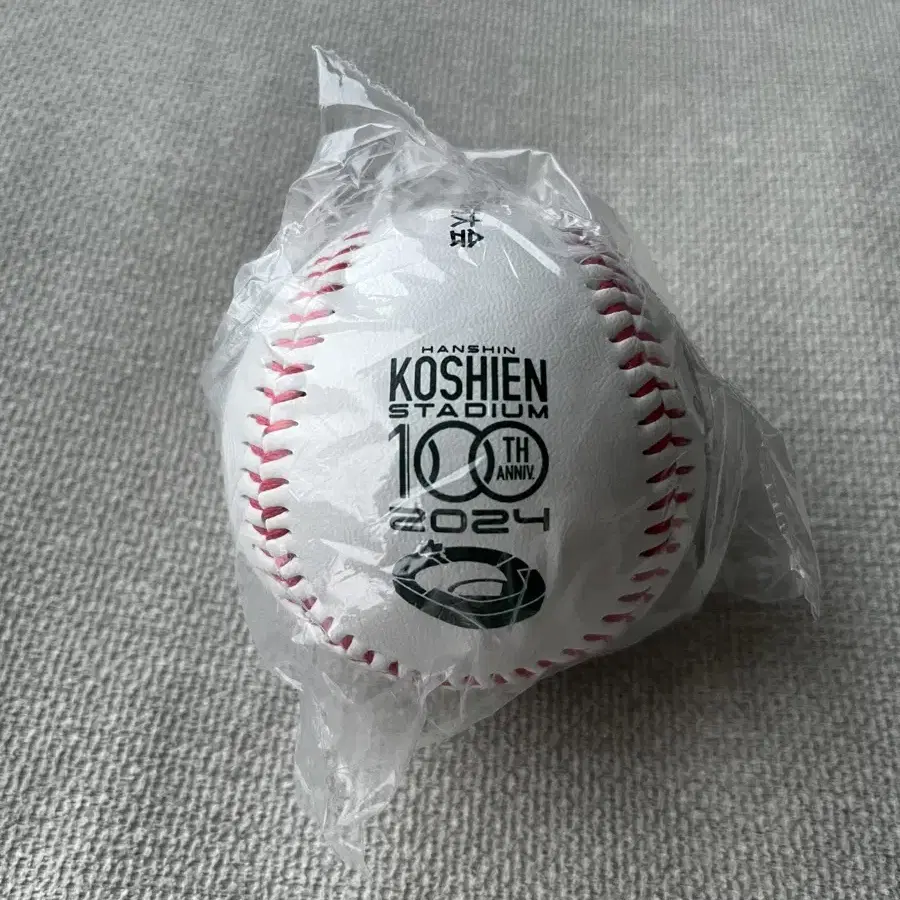 HANSHIN
KOSHIEN
STADIUM
100TH
ANNIV.
2024